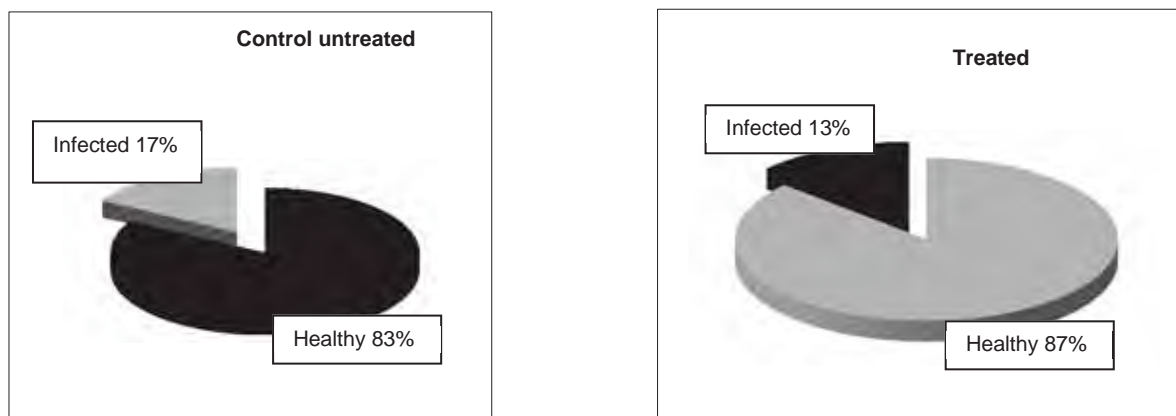 Control untreated
Infected 17%
Healthy 83%
Treated
Infected 13%
Healthy 87%